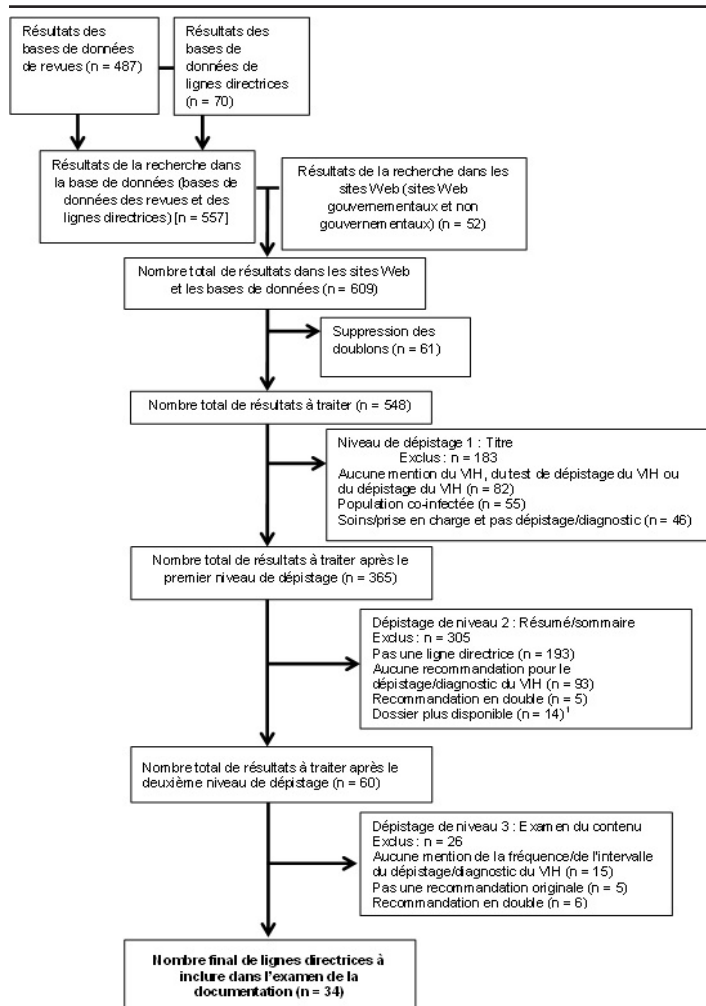 Résultats des
bases de données
de revues (n = 487)
Résultats des
bases de
données de
lignes directrices
(n = 70)
Résultats de la recherche dans
la base de données (bases de
données des revues et des
lignes directrices) [n = 557]
Résultats de la recherche dans les
sites Web (sites Web
gouvernementaux et non
gouvernementaux) (n = 52)
Nombre total de résultats dans les sites Web
et les bases de données (n = 609)
Suppression des
doublons (n = 61)
Nombre total de résultats à traiter (n = 548)
Niveau de dépistage 1 : Titre
Exclus : n = 183
Aucune mention du VIH, du test de dépistage du VIH ou
du dépistage du VIH (n = 82)
Population co-infectée (n = 55)
Soins/prise en charge et pas dépistage/diagnostic (n = 46)
Nombre total de résultats à traiter après le
premier niveau de dépistage (n = 365)
Dépistage de niveau 2 : Résumé/sommaire
Exclus : n = 305
Pas une ligne directrice (n = 193)
Aucune recommandation pour le
dépistage/diagnostic du VIH (n = 93)
Recommandation en double (n = 5)
Dossier plus disponible (n = 14)¹
Nombre total de résultats à traiter après le
deuxième niveau de dépistage (n = 60)
Dépistage de niveau 3 : Examen du contenu
Exclus : n = 26
Aucune mention de la fréquence/de l'intervalle
du dépistage/diagnostic du VIH (n = 15)
Pas une recommandation originale (n = 5)
Recommandation en double (n = 6)
Nombre final de lignes directrices à
inclure dans l'examen de la
documentation (n = 34)